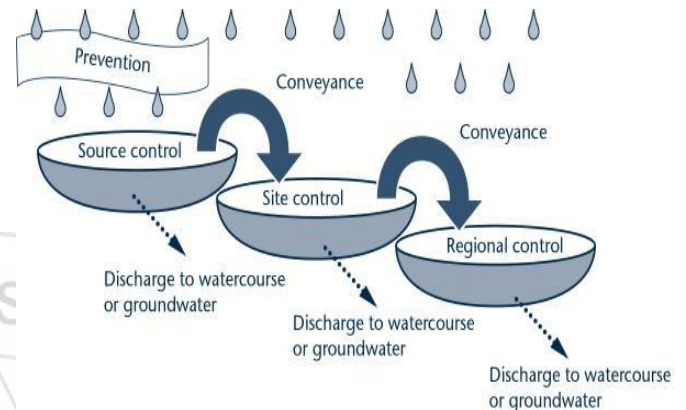 Prevention
Conveyance
Conveyance
Source control
Site control
Regional control
Discharge to watercourse
or groundwater
Discharge to watercourse
or groundwater
Discharge to watercourse
or groundwater